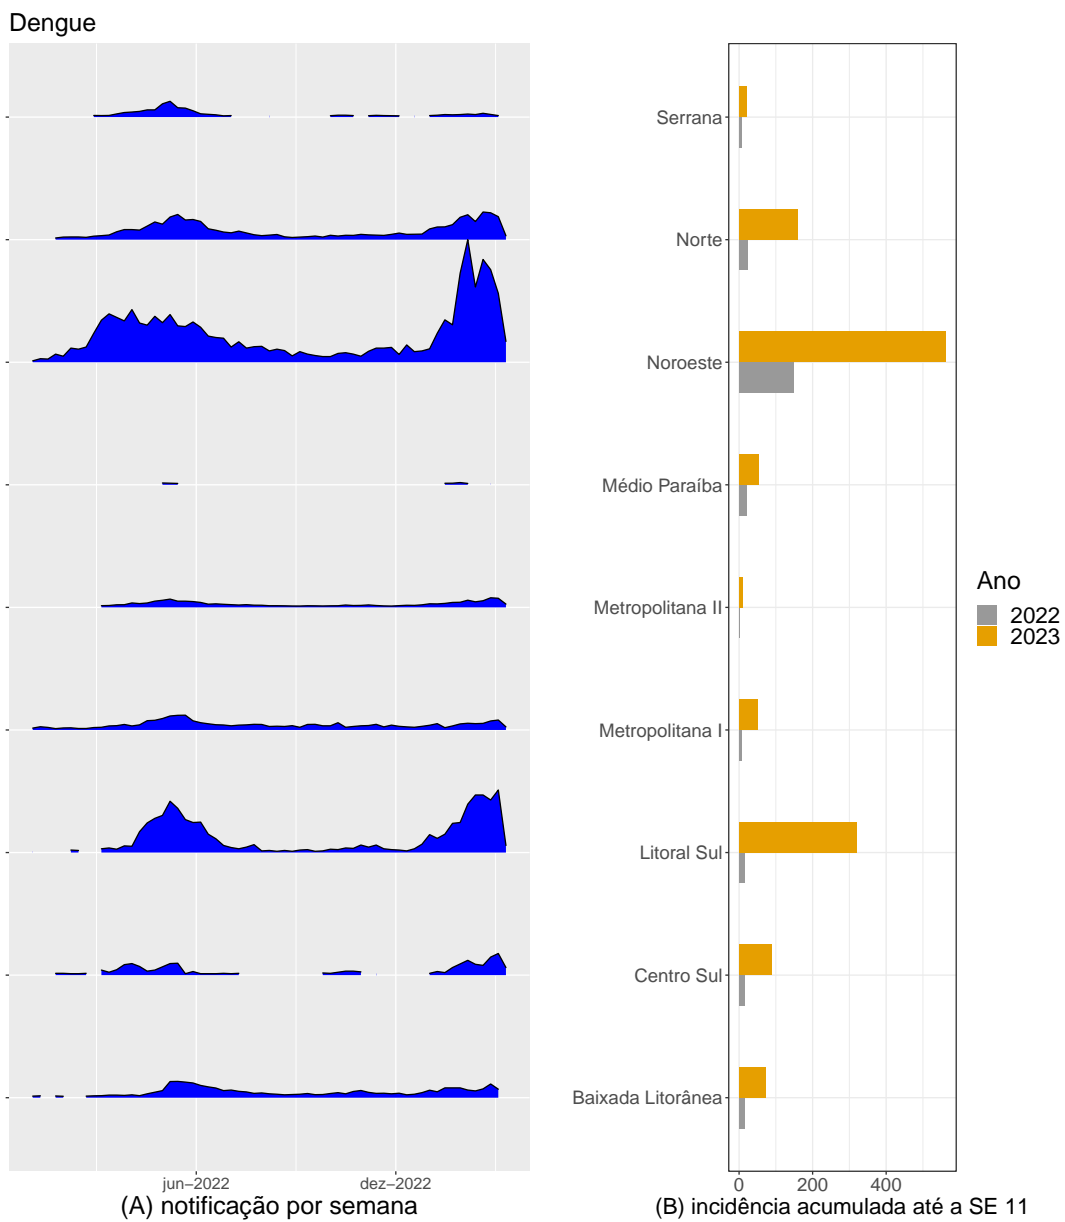 Dengue
Serrana
Norte
Noroeste
Médio Paraíba
Metropolitana II
Metropolitana I
Litoral Sul
Centro Sul
Baixada Litorânea
Ano
2022
2023
jun–2022
dez–2022
0
200
400
(A) notificação por semana
(B) incidência acumulada até a SE 11